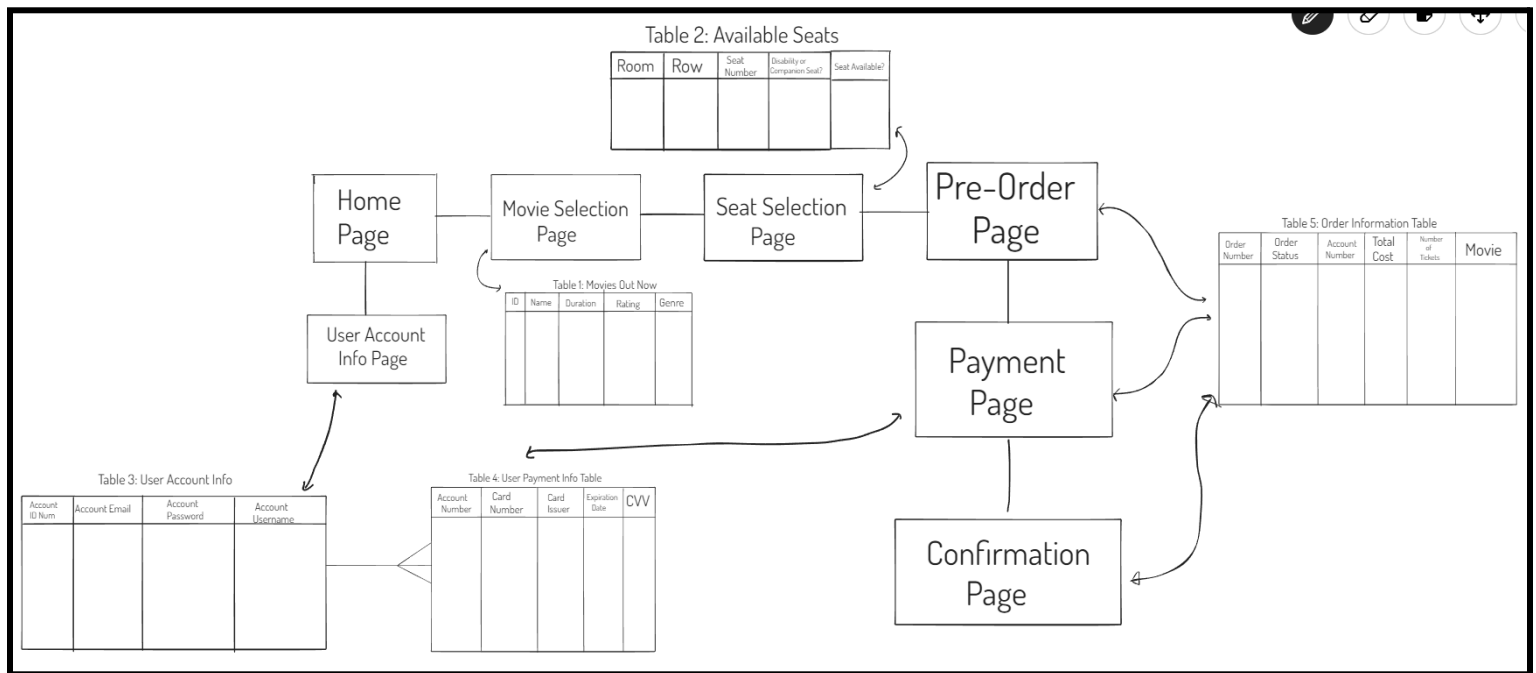 Table 2: Available Seats
Room
Row
Seat
Number
Disability or
Companion Seat?
Seat Available?
Home
Page
Movie Selection
Page
Seat Selection
Page
Pre-Order
Page
Table 5: Order Information Table
Order
Number
Order
Status
Account
Number
Total
Cost
Number
of
Tickets
Movie
Table 1: Movies Out Now
ID
Name
Duration
Rating
Genre
User Account
Info Page
Payment
Page
Table 3: User Account Info
Account
ID Num
Account Email
Account
Password
Account
Username
Table 4: User Payment Info Table
Account
Number
Card
Number
Card
Issuer
Expiration
Date
CVV
Confirmation
Page